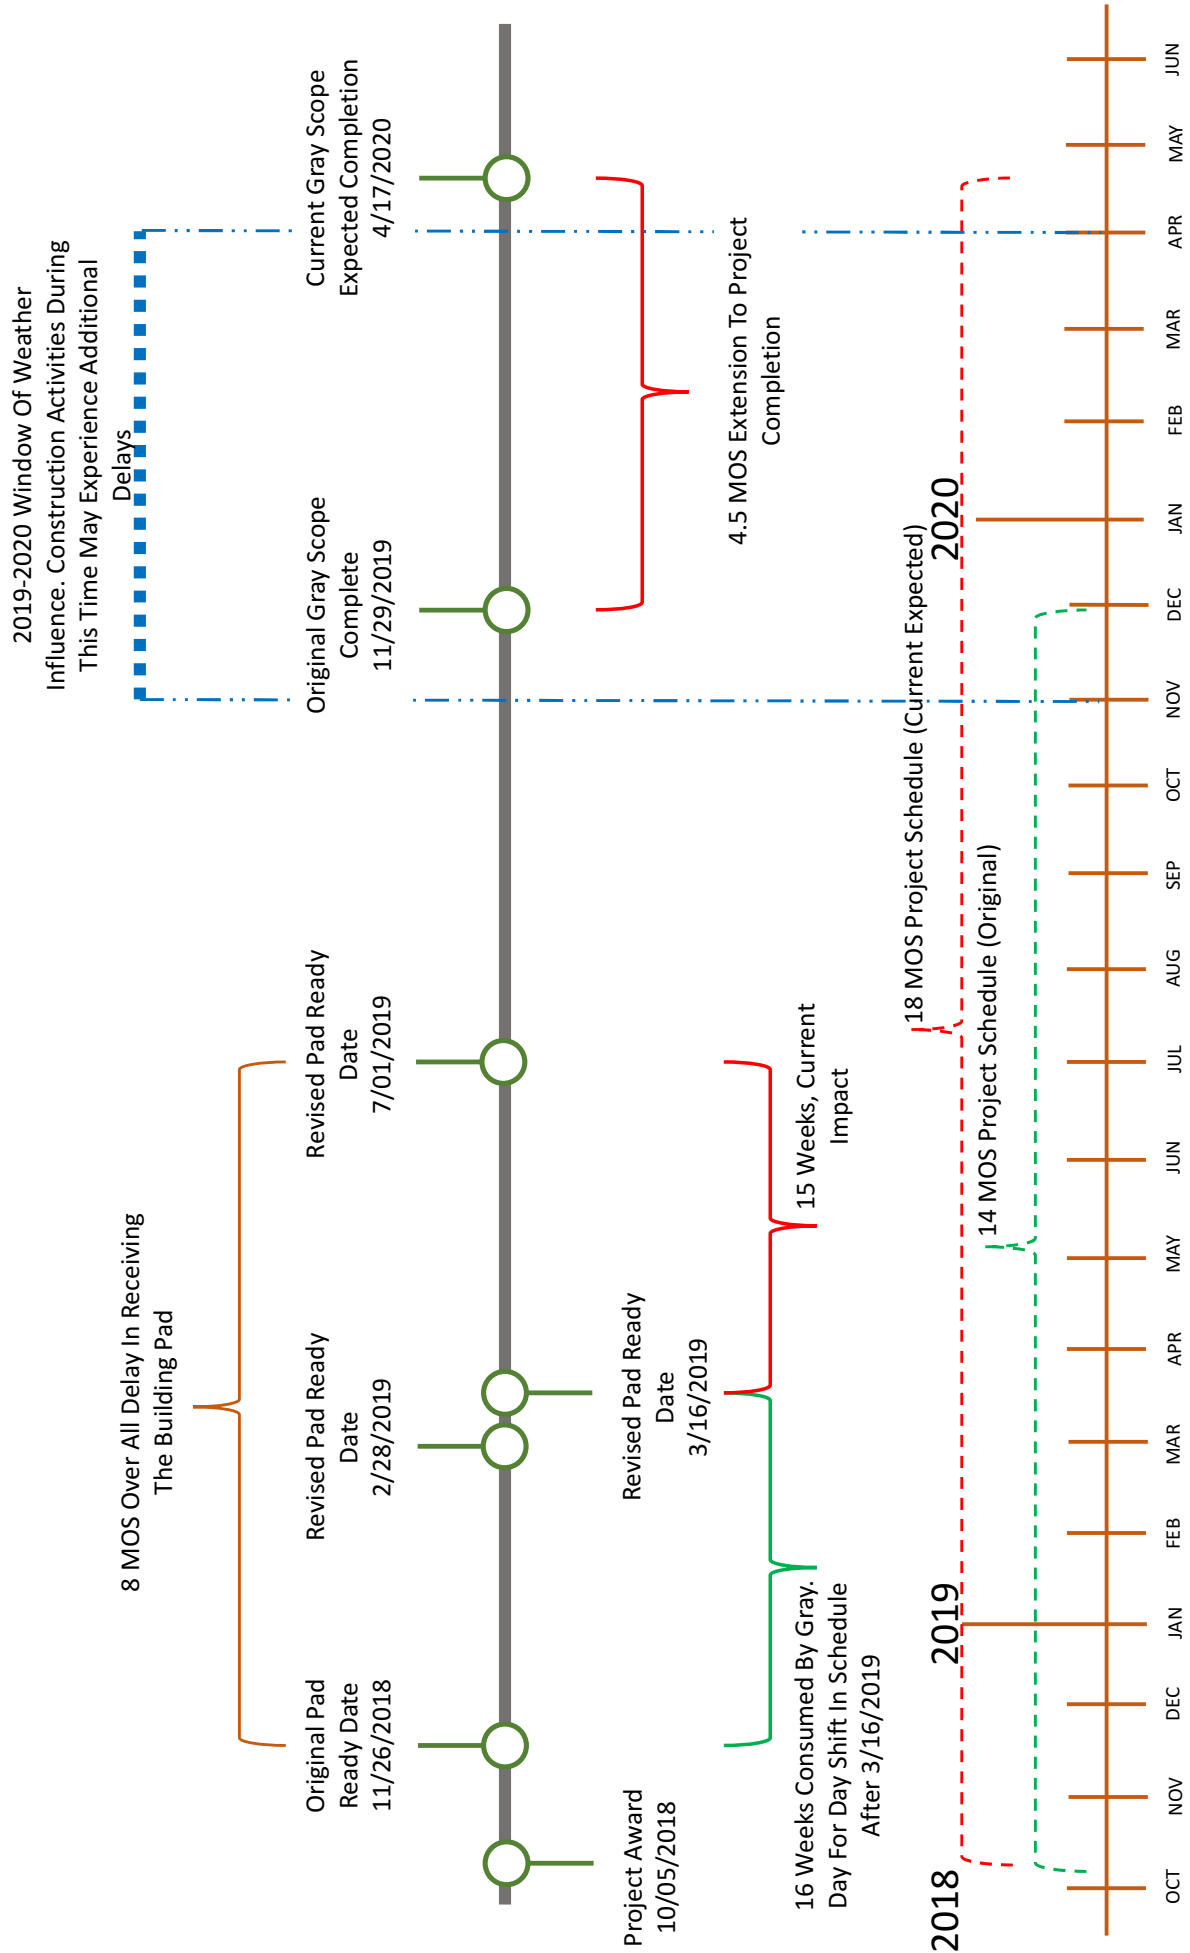 2019-2020 Window Of Weather
Influence. Construction Activities During
This Time May Experience Additional
Delays
8 MOS Over All Delay In Receiving
The Building Pad
Original Pad
Ready Date
11/26/2018
Revised Pad Ready
Date
2/28/2019
Revised Pad Ready
Date
7/01/2019
Original Gray Scope
Complete
11/29/2019
Current Gray Scope
Expected Completion
4/17/2020
Project Award
10/05/2018
Revised Pad Ready
Date
3/16/2019
4.5 MOS Extension To Project
Completion
16 Weeks Consumed By Gray.
Day For Day Shift In Schedule
After 3/16/2019
15 Weeks, Current
Impact
18 MOS Project Schedule (Current Expected)
2018
2019
2020
14 MOS Project Schedule (Original)
OCT
NOV
DEC
JAN
FEB
MAR
APR
MAY
JUN
JUL
AUG
SEP
OCT
NOV
DEC
JAN
FEB
MAR
APR
MAY
JUN